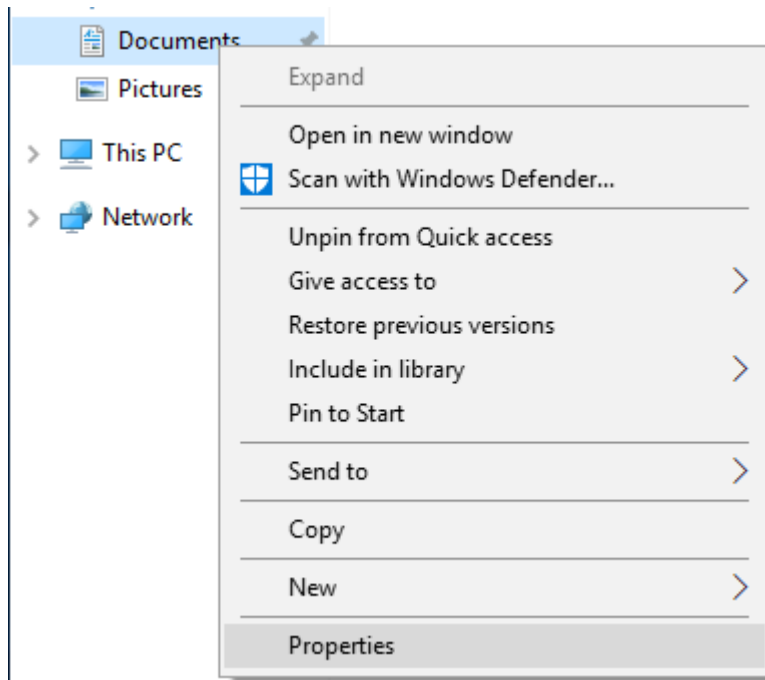 Documents
Pictures
This PC
Network
Expand
Open in new window
Scan with Windows Defender...
Unpin from Quick access
Give access to
Restore previous versions
Include in library
Pin to Start
Send to
Copy
New
Properties